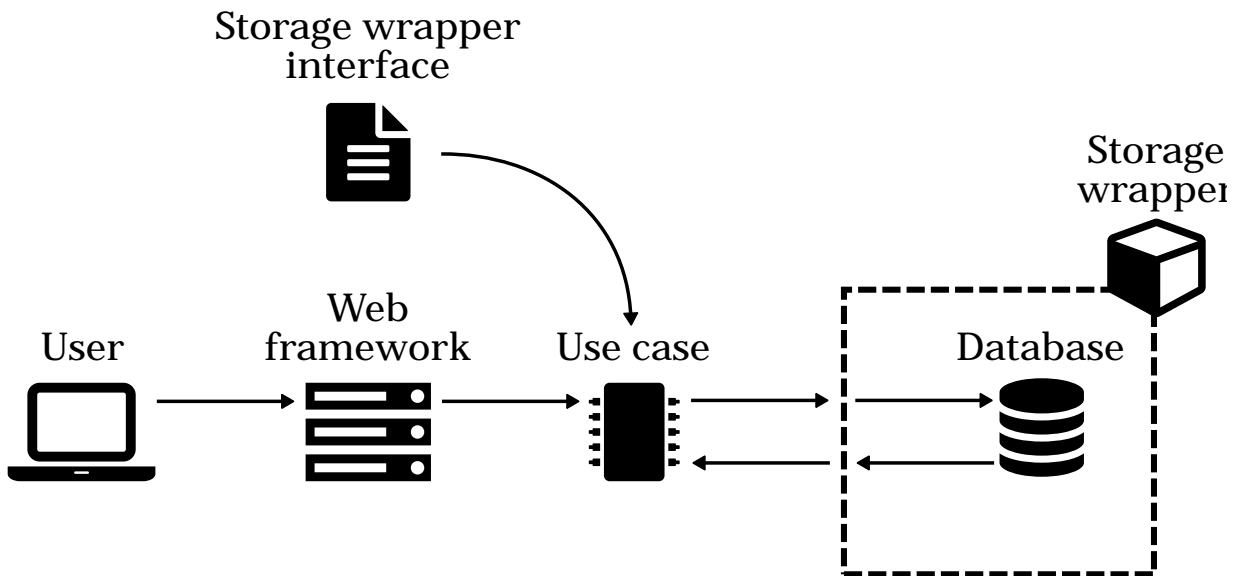 Storage wrapper
interface
Storage
wrapper
Web
framework
User
Use case
Database